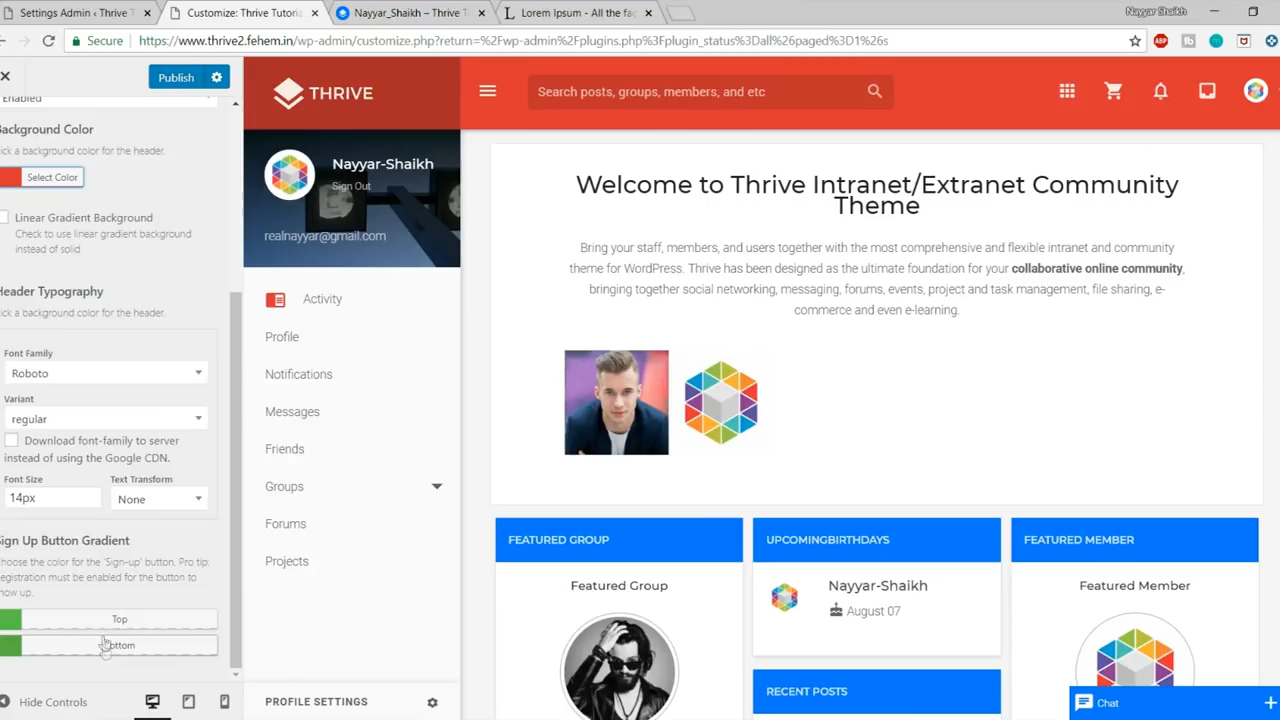 Settings Admin ‹ Thrive T
Customize: Thrive Tutoria
Nayyar_Shaikh – Thrive T
Lorem Ipsum - All the fac
Nayyar Shaikh
Secure
https://www.thrive2.fehem.in/wp-admin/customize.php?return=%2Fwp-admin%2Fplugins.php%3Fplugin_status%3Dall%26paged%3D1%26s
ABP
Publish
THRIVE
Search posts, groups, members, and etc
Enabled
Background Color
ick a background color for the header.
Select Color
Linear Gradient Background
Check to use linear gradient background
instead of solid
Header Typography
ick a background color for the header.
Font Family
Roboto
Variant
regular
Download font-family to server
instead of using the Google CDN.
Font Size
Text Transform
14px
None
Sign Up Button Gradient
hoose the color for the 'Sign-up' button. Pro tip:
egistration must be enabled for the button to
how up.
Top
ottom
Hide Controls
Nayyar-Shaikh
Sign Out
realnayyar@gmail.com
Activity
Profile
Notifications
Messages
Friends
Groups
Forums
Projects
PROFILE SETTINGS
Welcome to Thrive Intranet/Extranet Community
Theme
Bring your staff, members, and users together with the most comprehensive and flexible intranet and community
theme for WordPress. Thrive has been designed as the ultimate foundation for your collaborative online community,
bringing together social networking, messaging, forums, events, project and task management, file sharing, e-
commerce and even e-learning.
FEATURED GROUP
Featured Group
UPCOMINGBIRTHDAYS
Nayyar-Shaikh
August 07
RECENT POSTS
FEATURED MEMBER
Featured Member
Chat